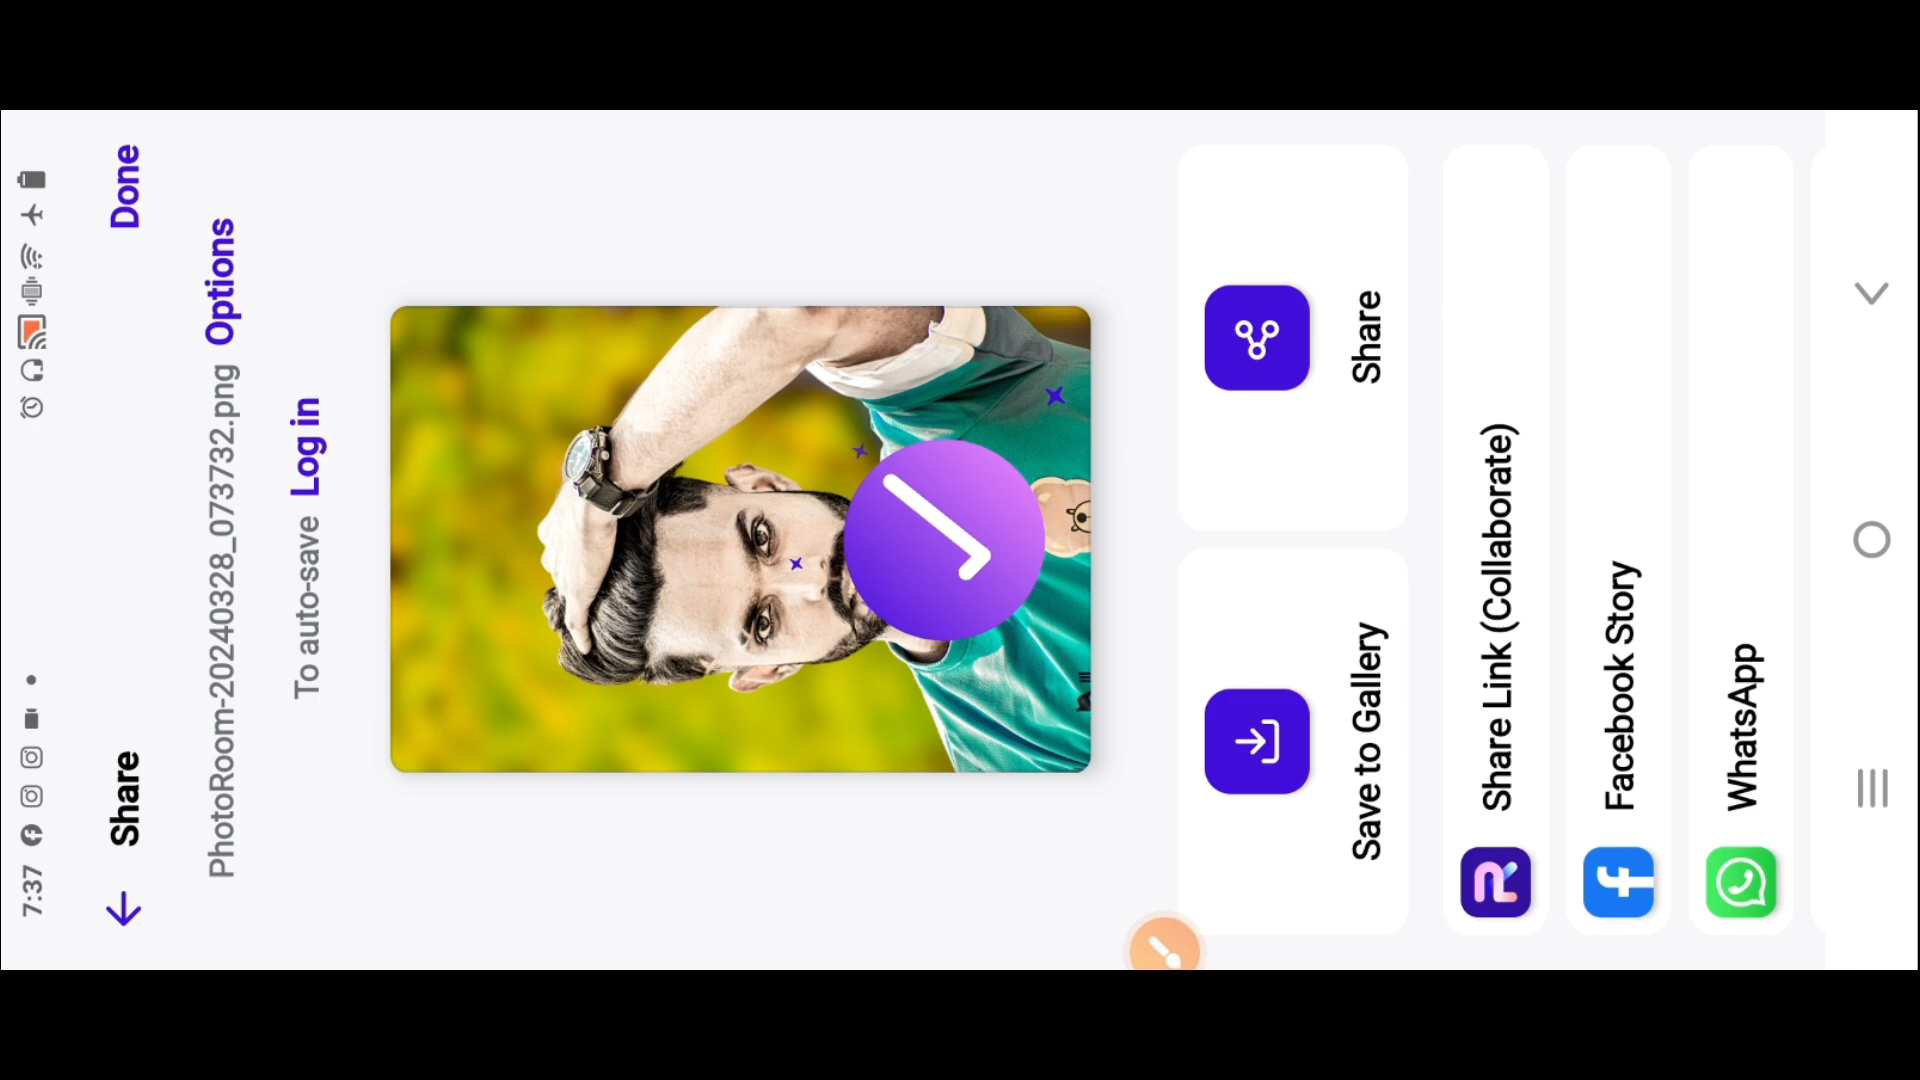 7:37
Share
Done
PhotoRoom-20240328_073732.png Options
To auto-save Log in
Save to Gallery
Share
Share Link (Collaborate)
Facebook Story
WhatsApp